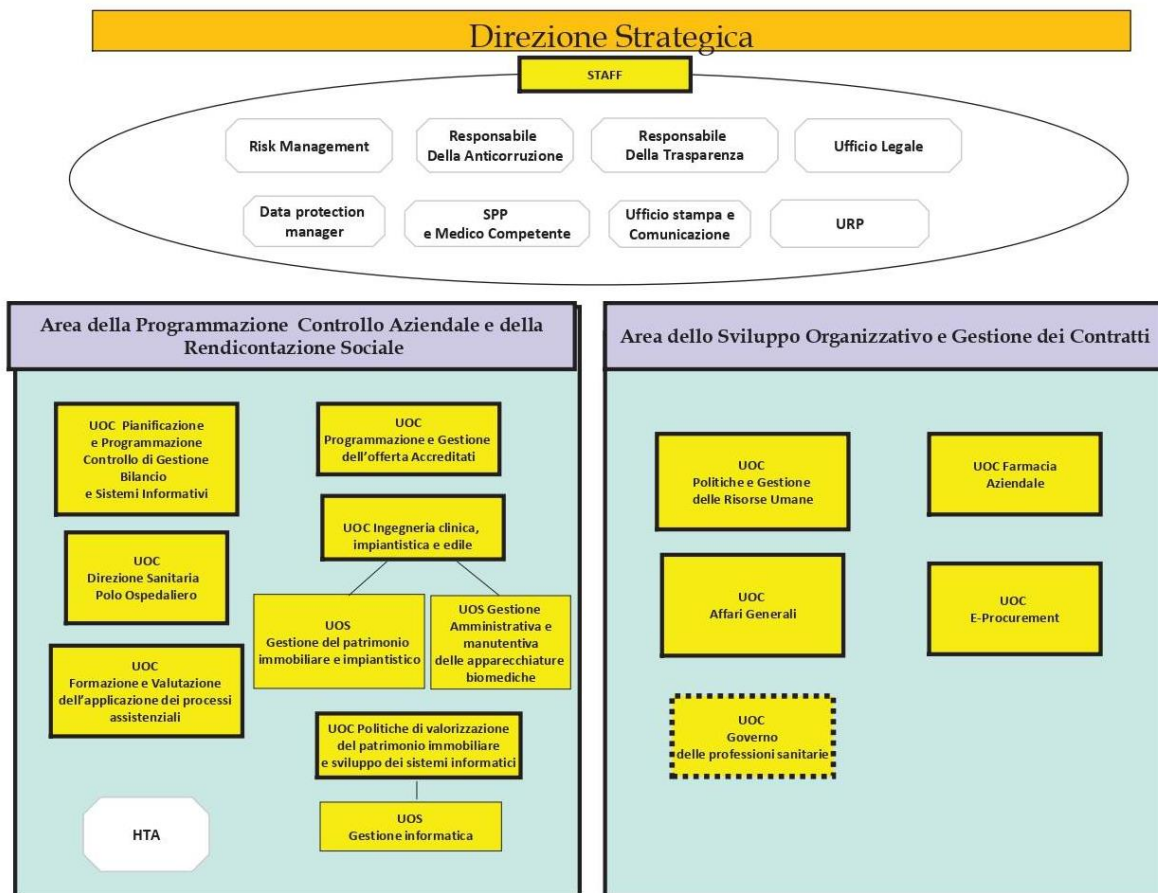 Direzione Strategica
STAFF
Risk Management
Responsabile
Della Anticorruzione
Responsabile
Della Trasparenza
Ufficio Legale
Data protection
manager
SPP
e Medico Competente
Ufficio stampa e
Comunicazione
URP
Area della Programmazione Controllo Aziendale e della
Rendicontazione Sociale
UOC Pianificazione
e Programmazione
Controllo di Gestione
Bilancio
e Sistemi Informativi
UOC
Programmazione e Gestione
dell'offerta Accreditati
UOC Ingegneria clinica,
impiantistica e edile
UOC
Direzione Sanitaria
Polo Ospedaliero
UOS
Gestione del patrimonio
immobiliare e impiantistico
UOS Gestione
Amministrativa e
manutentiva
delle apparecchiature
biomediche
UOC
Formazione e Valutazione
dell'applicazione dei processi
assistenziali
UOC Politiche di valorizzazione
del patrimonio immobiliare
e sviluppo dei sistemi informatici
HTA
UOS
Gestione informatica
Area dello Sviluppo Organizzativo e Gestione dei Contratti
UOC
Politiche e Gestione
delle Risorse Umane
UOC Farmacia
Aziendale
UOC
Affari Generali
UOC
E-Procurement
UOC
Governo
delle professioni sanitarie